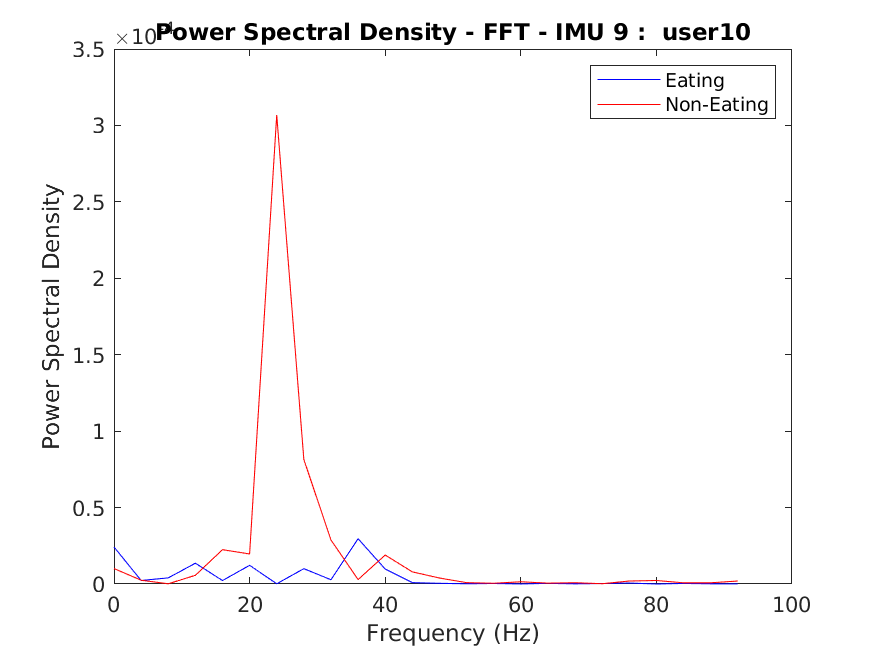 ×10
Power Spectral Density - FFT - IMU 9 : user10
3.5
3
2.5
2
1.5
1
0.5
0
Power Spectral Density
Eating
Non-Eating
0 20 40 60 80 100
Frequency (Hz)